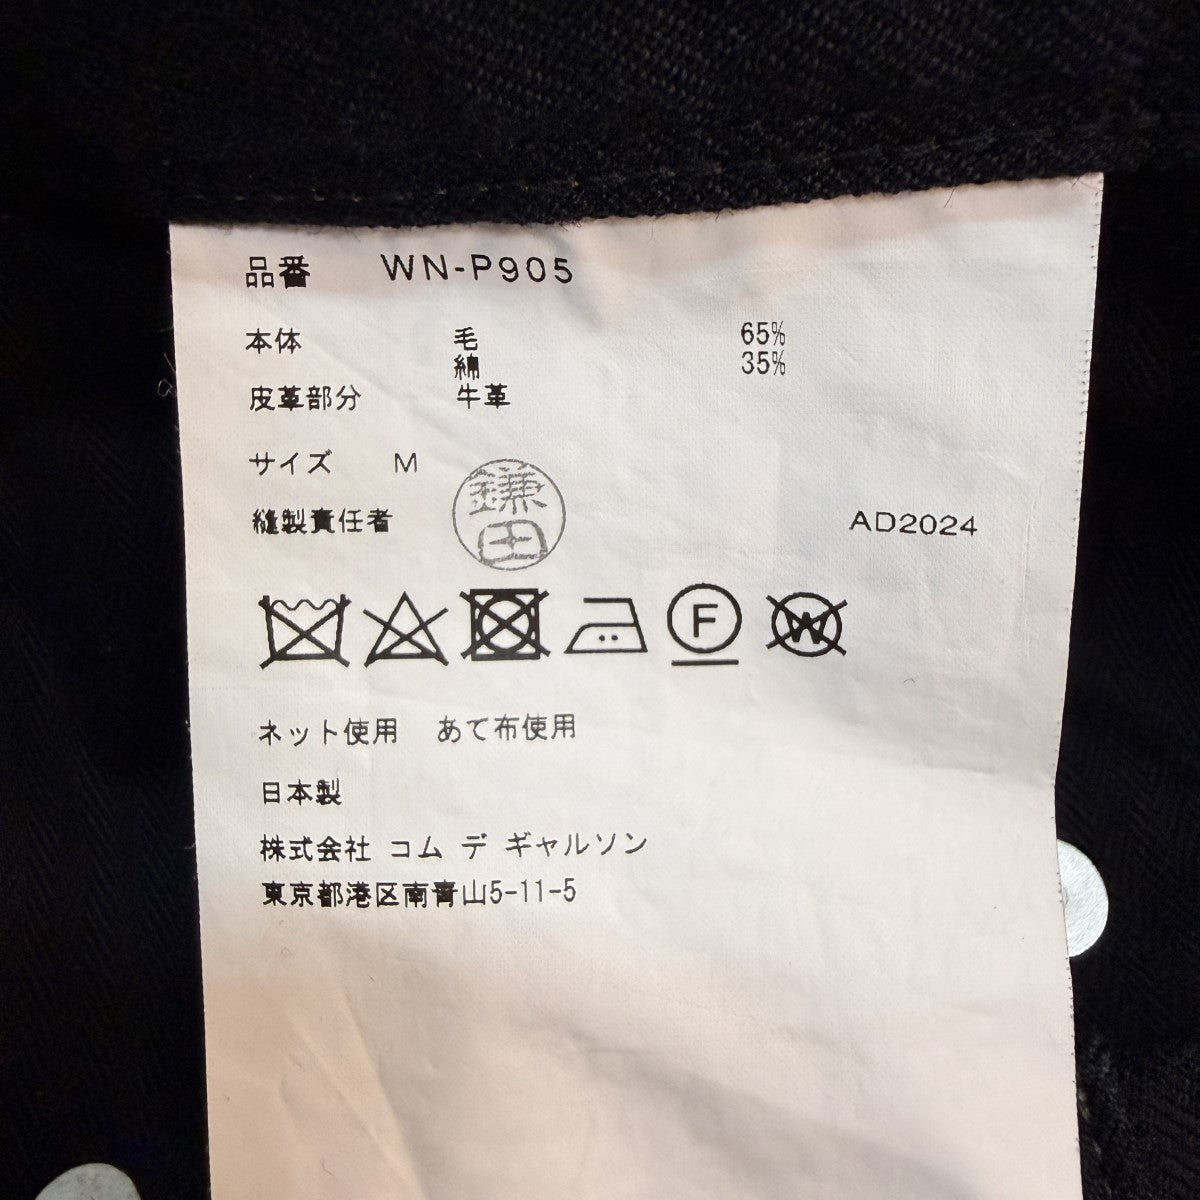 品番 WN-P905
本体 毛 65%
綿 35%
皮革部分 牛革
サイズ M
鎌田
縫製責任者 AD2024
F W
ネット使用 あて布使用
日本製
株式会社 コム デ ギャルソン
東京都港区南青山5-11-5